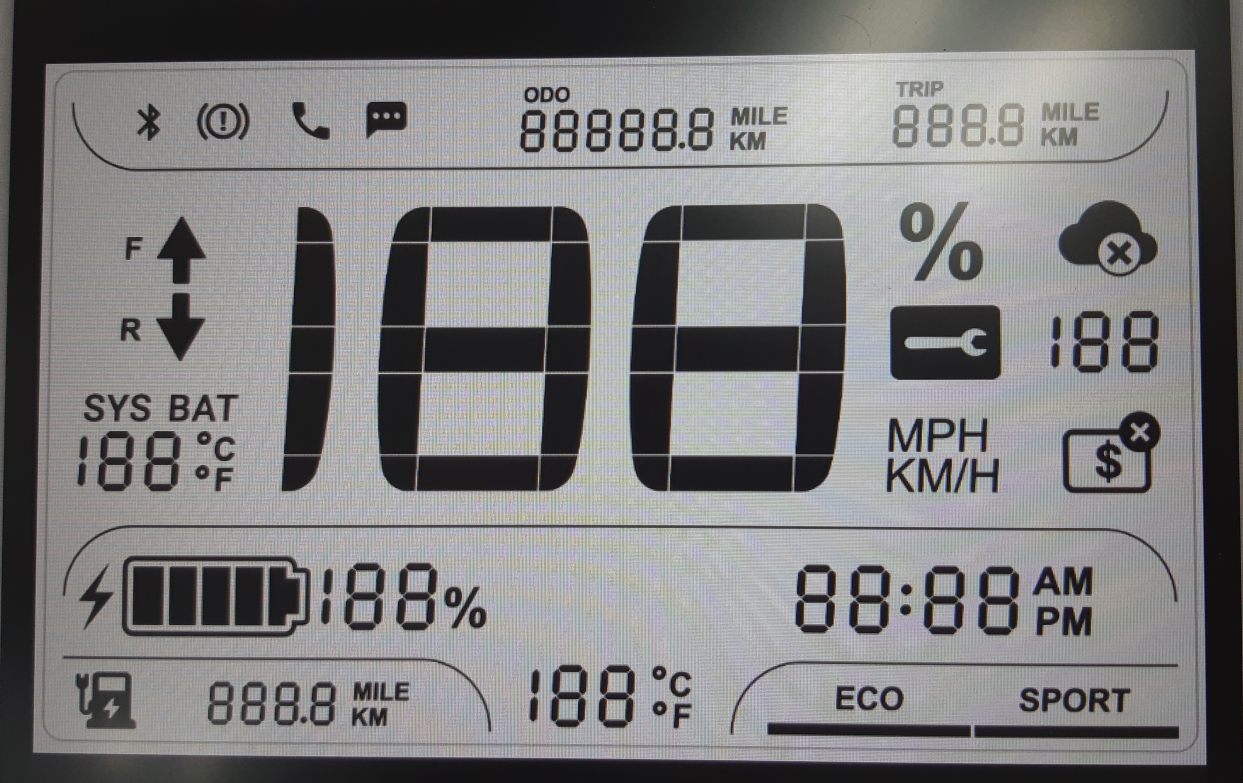 ODO
88888.8 MILE
KM
TRIP
888.8 MILE
KM
F
R
SYS BAT
188 °C
°F
188
%
188
MPH
KM/H
$
188%
88:88 AM
PM
888.8 MILE
KM
188 °C
°F
ECO SPORT